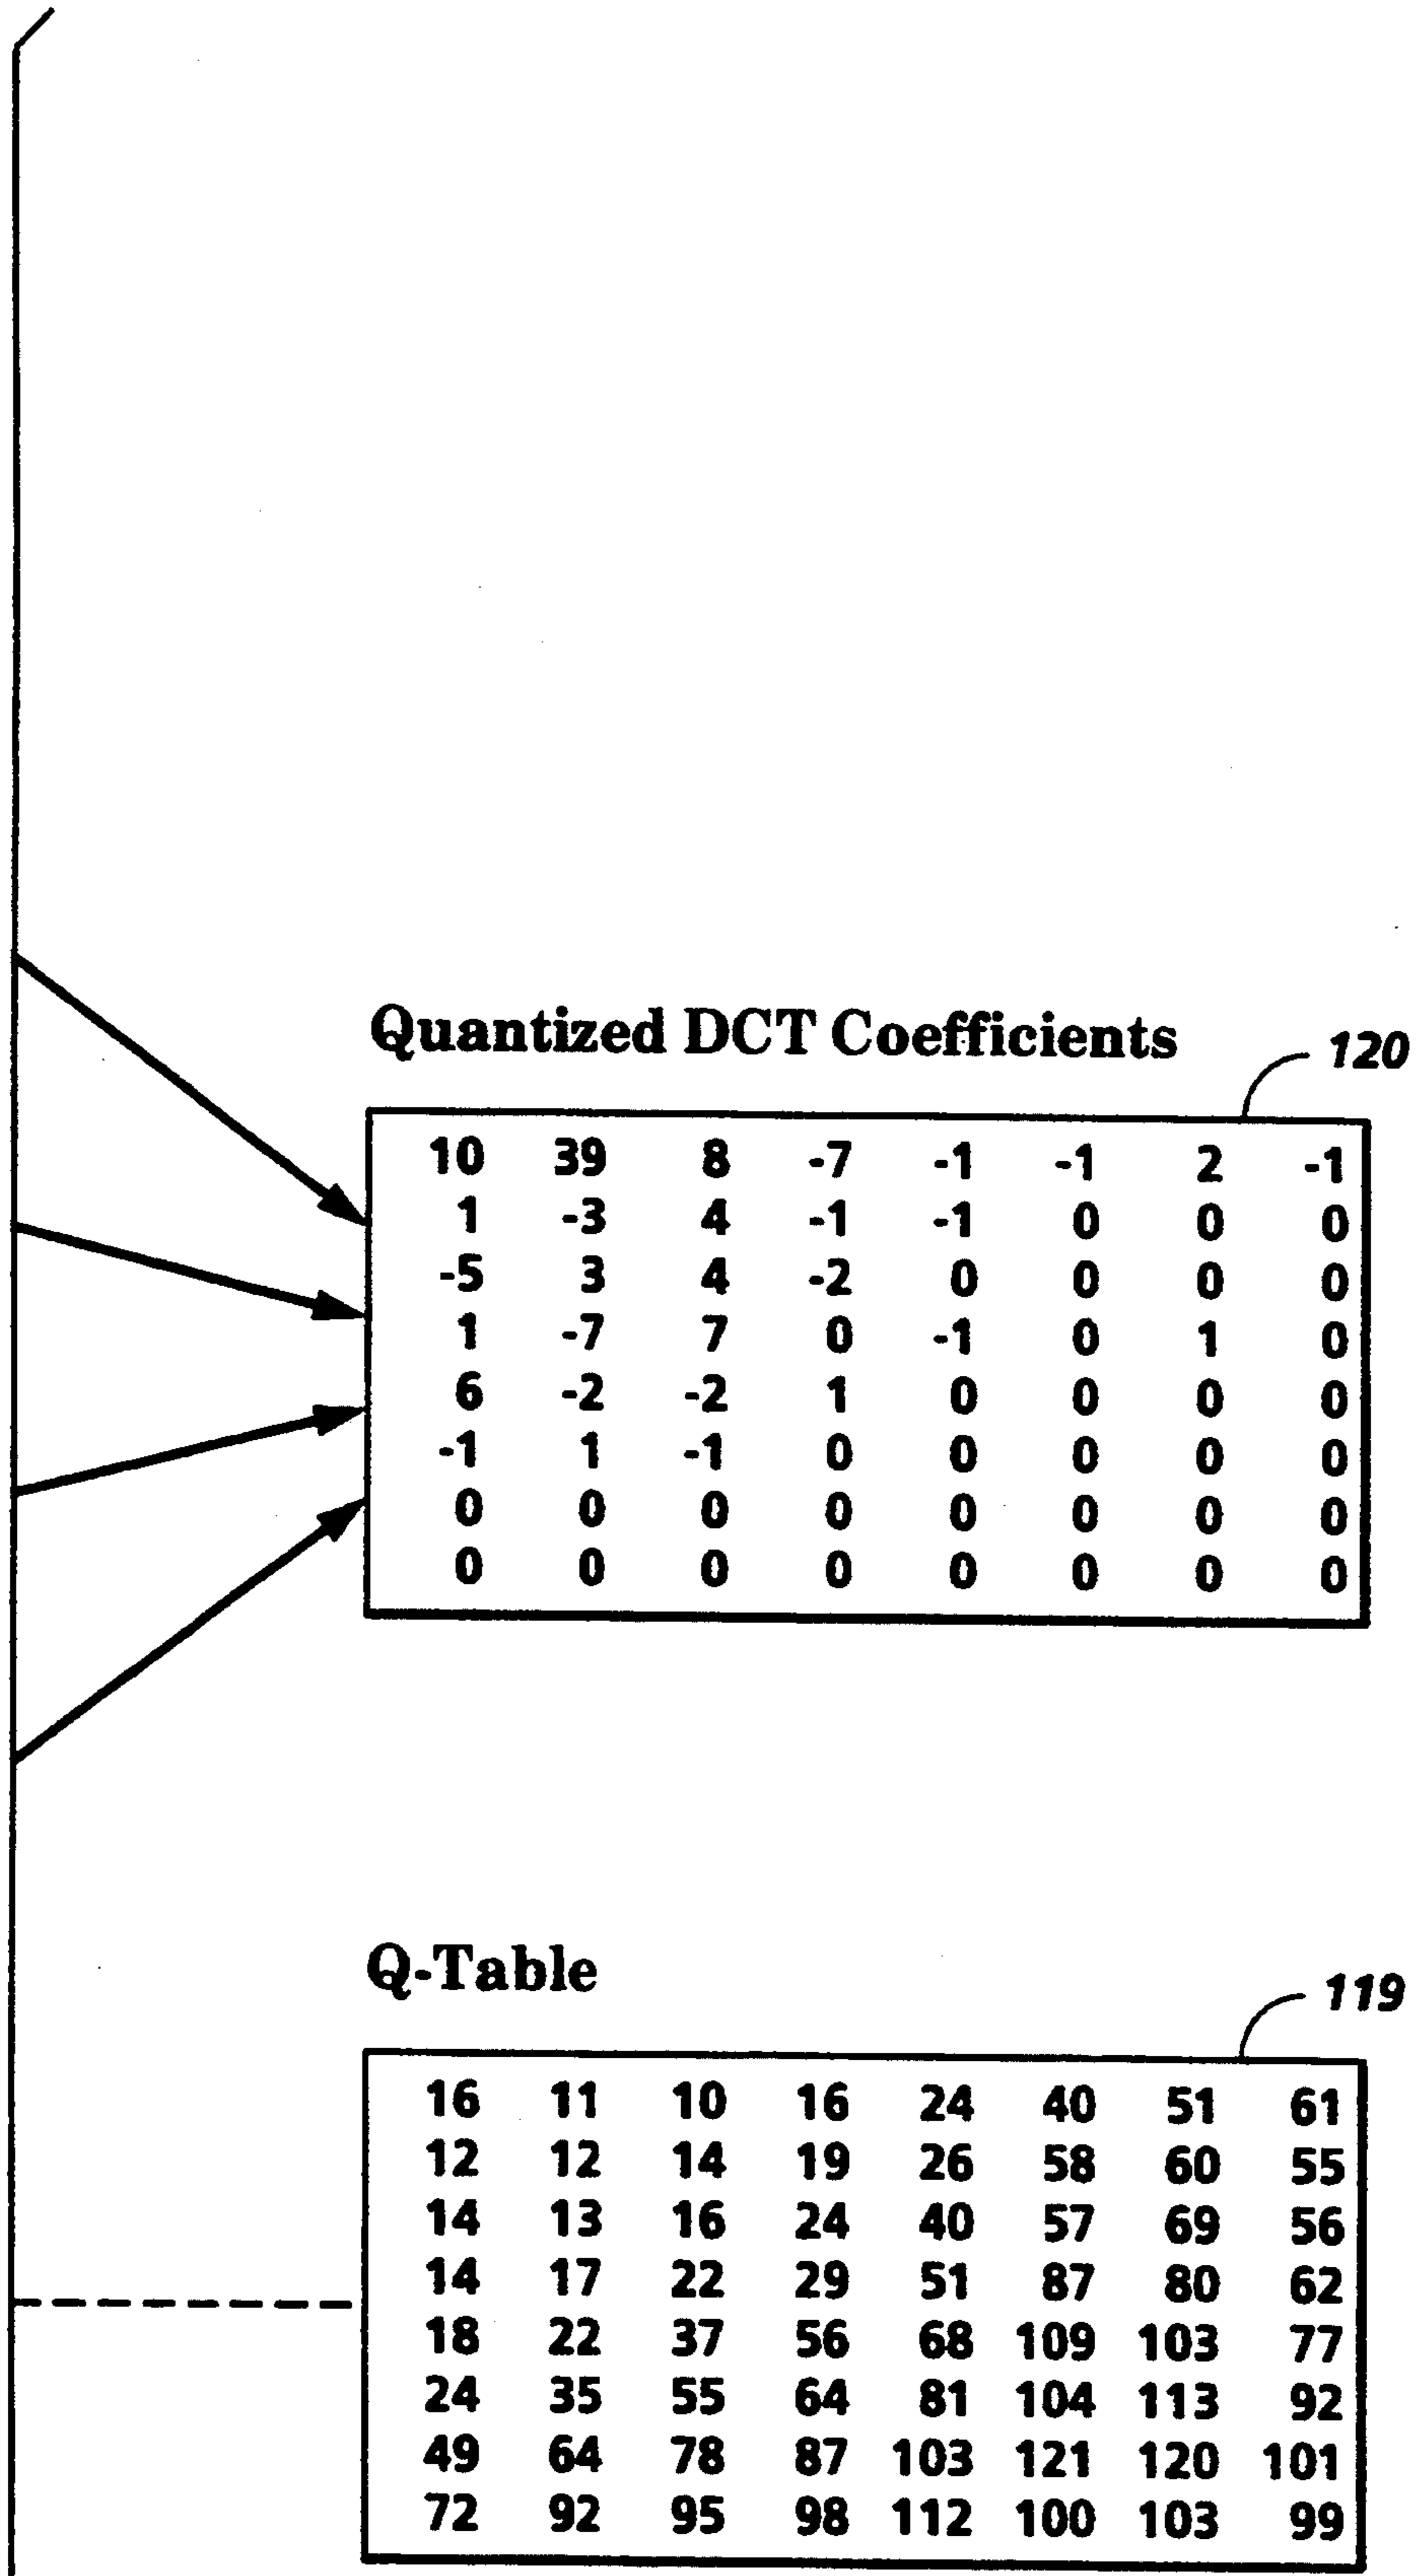 Quantized DCT Coefficients
120
10 39 8 -7 -1 -1 2 -1
1 -3 4 -1 -1 0 0 0
-5 3 4 -2 0 0 0 0
1 -7 7 0 -1 0 1 0
6 -2 -2 1 0 0 0 0
-1 1 -1 0 0 0 0 0
0 0 0 0 0 0 0 0
0 0 0 0 0 0 0 0
Q-Table
119
16 11 10 16 24 40 51 61
12 12 14 19 26 58 60 55
14 13 16 24 40 57 69 56
14 17 22 29 51 87 80 62
18 22 37 56 68 109 103 77
24 35 55 64 81 104 113 92
49 64 78 87 103 121 120 101
72 92 95 98 112 100 103 99